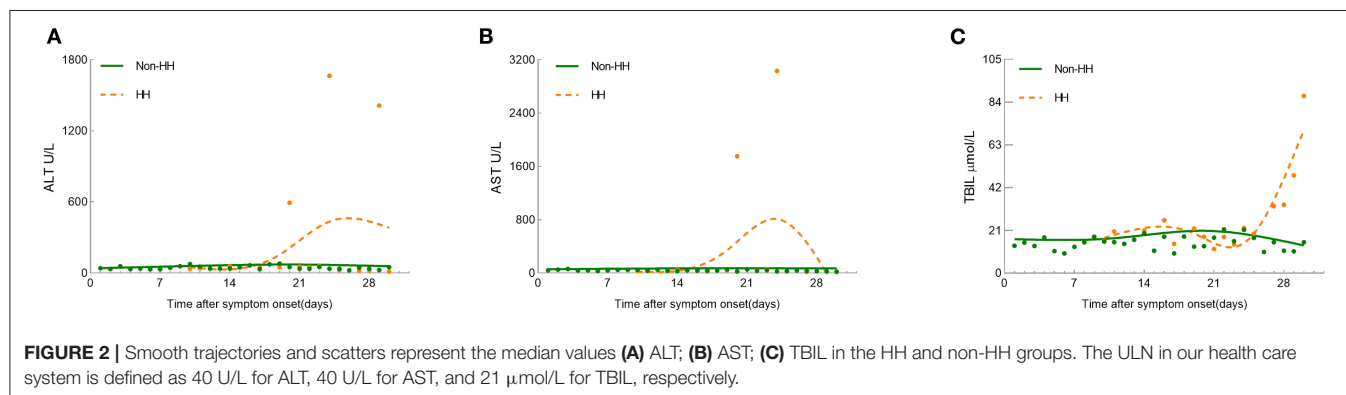 A
1800
1200
600
0
ALT U/L
Non-HH
HH
0 7 14 21 28
Time after symptom onset(days)
B
3200
2400
1600
800
0
AST U/L
Non-HH
HH
0 7 14 21 28
Time after symptom onset(days)
C
105
84
63
42
21
0
TBIL μmol/L
Non-HH
HH
0 7 14 21 28
Time after symptom onset(days)
FIGURE 2 | Smooth trajectories and scatters represent the median values (A) ALT; (B) AST; (C) TBIL in the HH and non-HH groups. The ULN in our health care
system is defined as 40 U/L for ALT, 40 U/L for AST, and 21 μmol/L for TBIL, respectively.